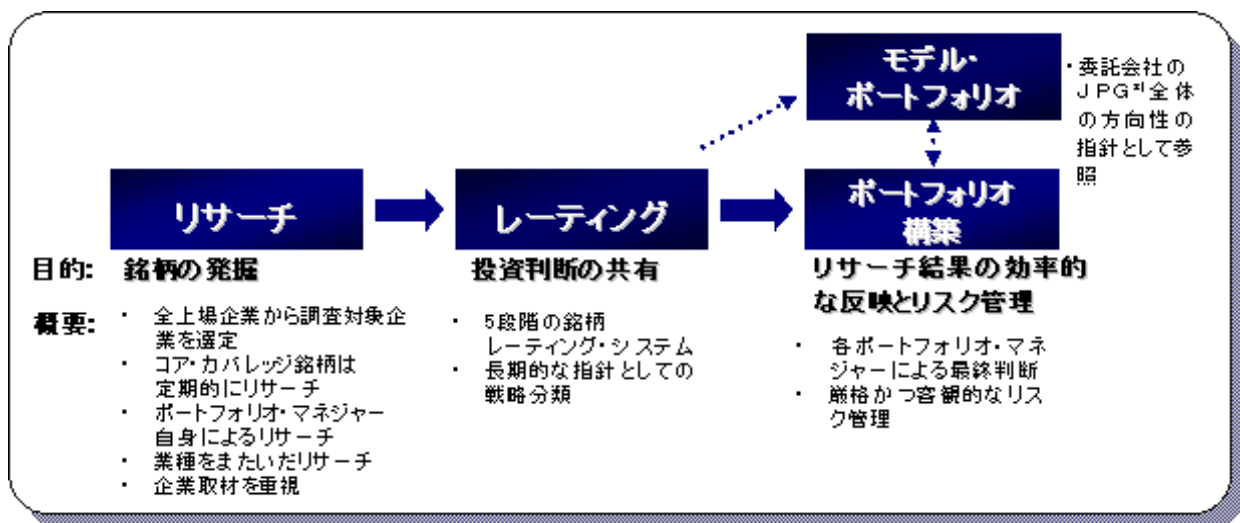 モデル・
ポートフォリオ
・委託会社の
JPG*1全体
の方向性の
指針として参
照
リサーチ
レーティング
ポートフォリオ
構築
目的:
銘柄の発掘
投資判断の共有
リサーチ結果の効率的
な反映とリスク管理
概要:
・ 全上場企業から調査対象企
業を選定
・ コア・カバレッジ銘柄は
定期的にリサーチ
・ ポートフォリオ・マネジャー
自身によるリサーチ
・ 業種をまたいだリサーチ
・ 企業取材を重視
・ 5段階の銘柄
レーティング・システム
・ 長期的な指針としての
戦略分類
・ 各ポートフォリオ・マネ
ジャーによる最終判断
・ 厳格かつ客観的なリス
ク管理